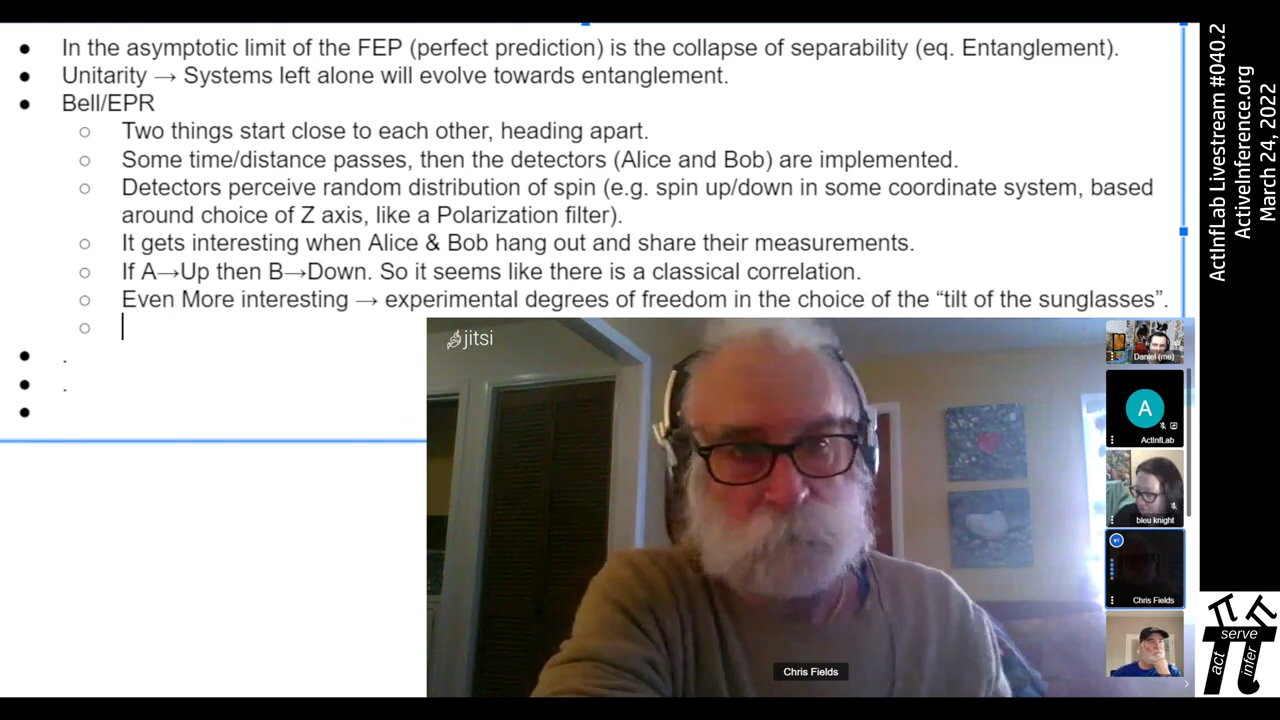 In the asymptotic limit of the FEP (perfect prediction) is the collapse of separability (eq. Entanglement).
Unitarity → Systems left alone will evolve towards entanglement.
Bell/EPR
Two things start close to each other, heading apart.
Some time/distance passes, then the detectors (Alice and Bob) are implemented.
Detectors perceive random distribution of spin (e.g. spin up/down in some coordinate system, based
around choice of Z axis, like a Polarization filter).
It gets interesting when Alice & Bob hang out and share their measurements.
If A→Up then B→Down. So it seems like there is a classical correlation.
Even More interesting → experimental degrees of freedom in the choice of the “tilt of the sunglasses”.
.
.
jitsi
Daniel (me)
A
ActInfLab
bleu knight
Chris Fields
Chris Fields
ActInfLab Livestream #040.2
ActiveInference.org
March 24, 2022
act
serve
infer